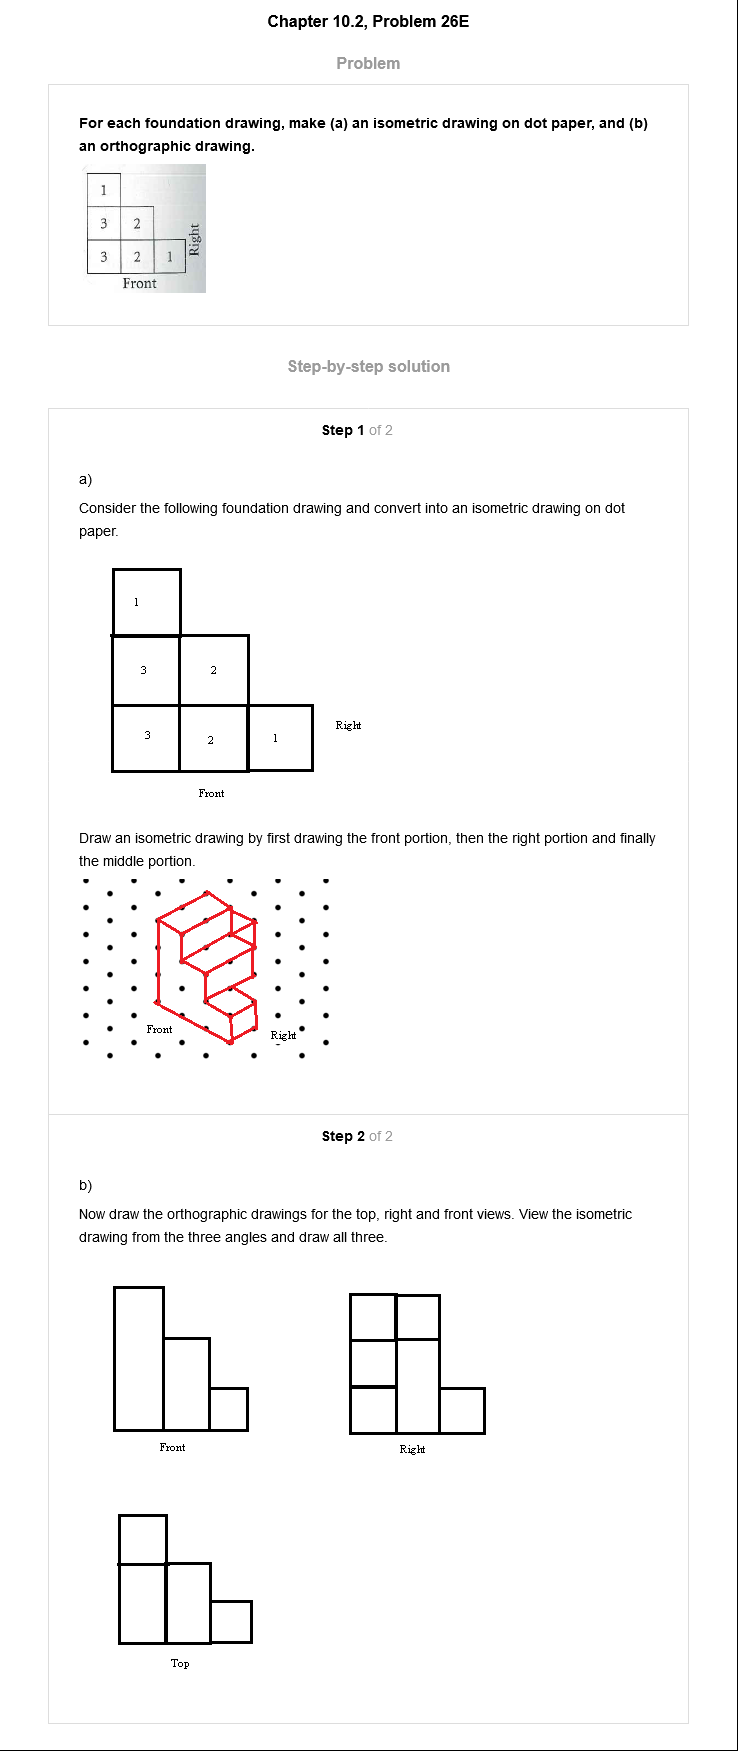 Chapter 10.2, Problem 26E
Problem
For each foundation drawing, make (a) an isometric drawing on dot paper, and (b)
an orthographic drawing.
1
3 2
3 2 1
Right
Front
Step-by-step solution
Step 1 of 2
a)
Consider the following foundation drawing and convert into an isometric drawing on dot
paper.
1
3 2
3 2 1
Right
Front
Draw an isometric drawing by first drawing the front portion, then the right portion and finally
the middle portion.
Front
Right
Step 2 of 2
b)
Now draw the orthographic drawings for the top, right and front views. View the isometric
drawing from the three angles and draw all three.
Front
Right
Top